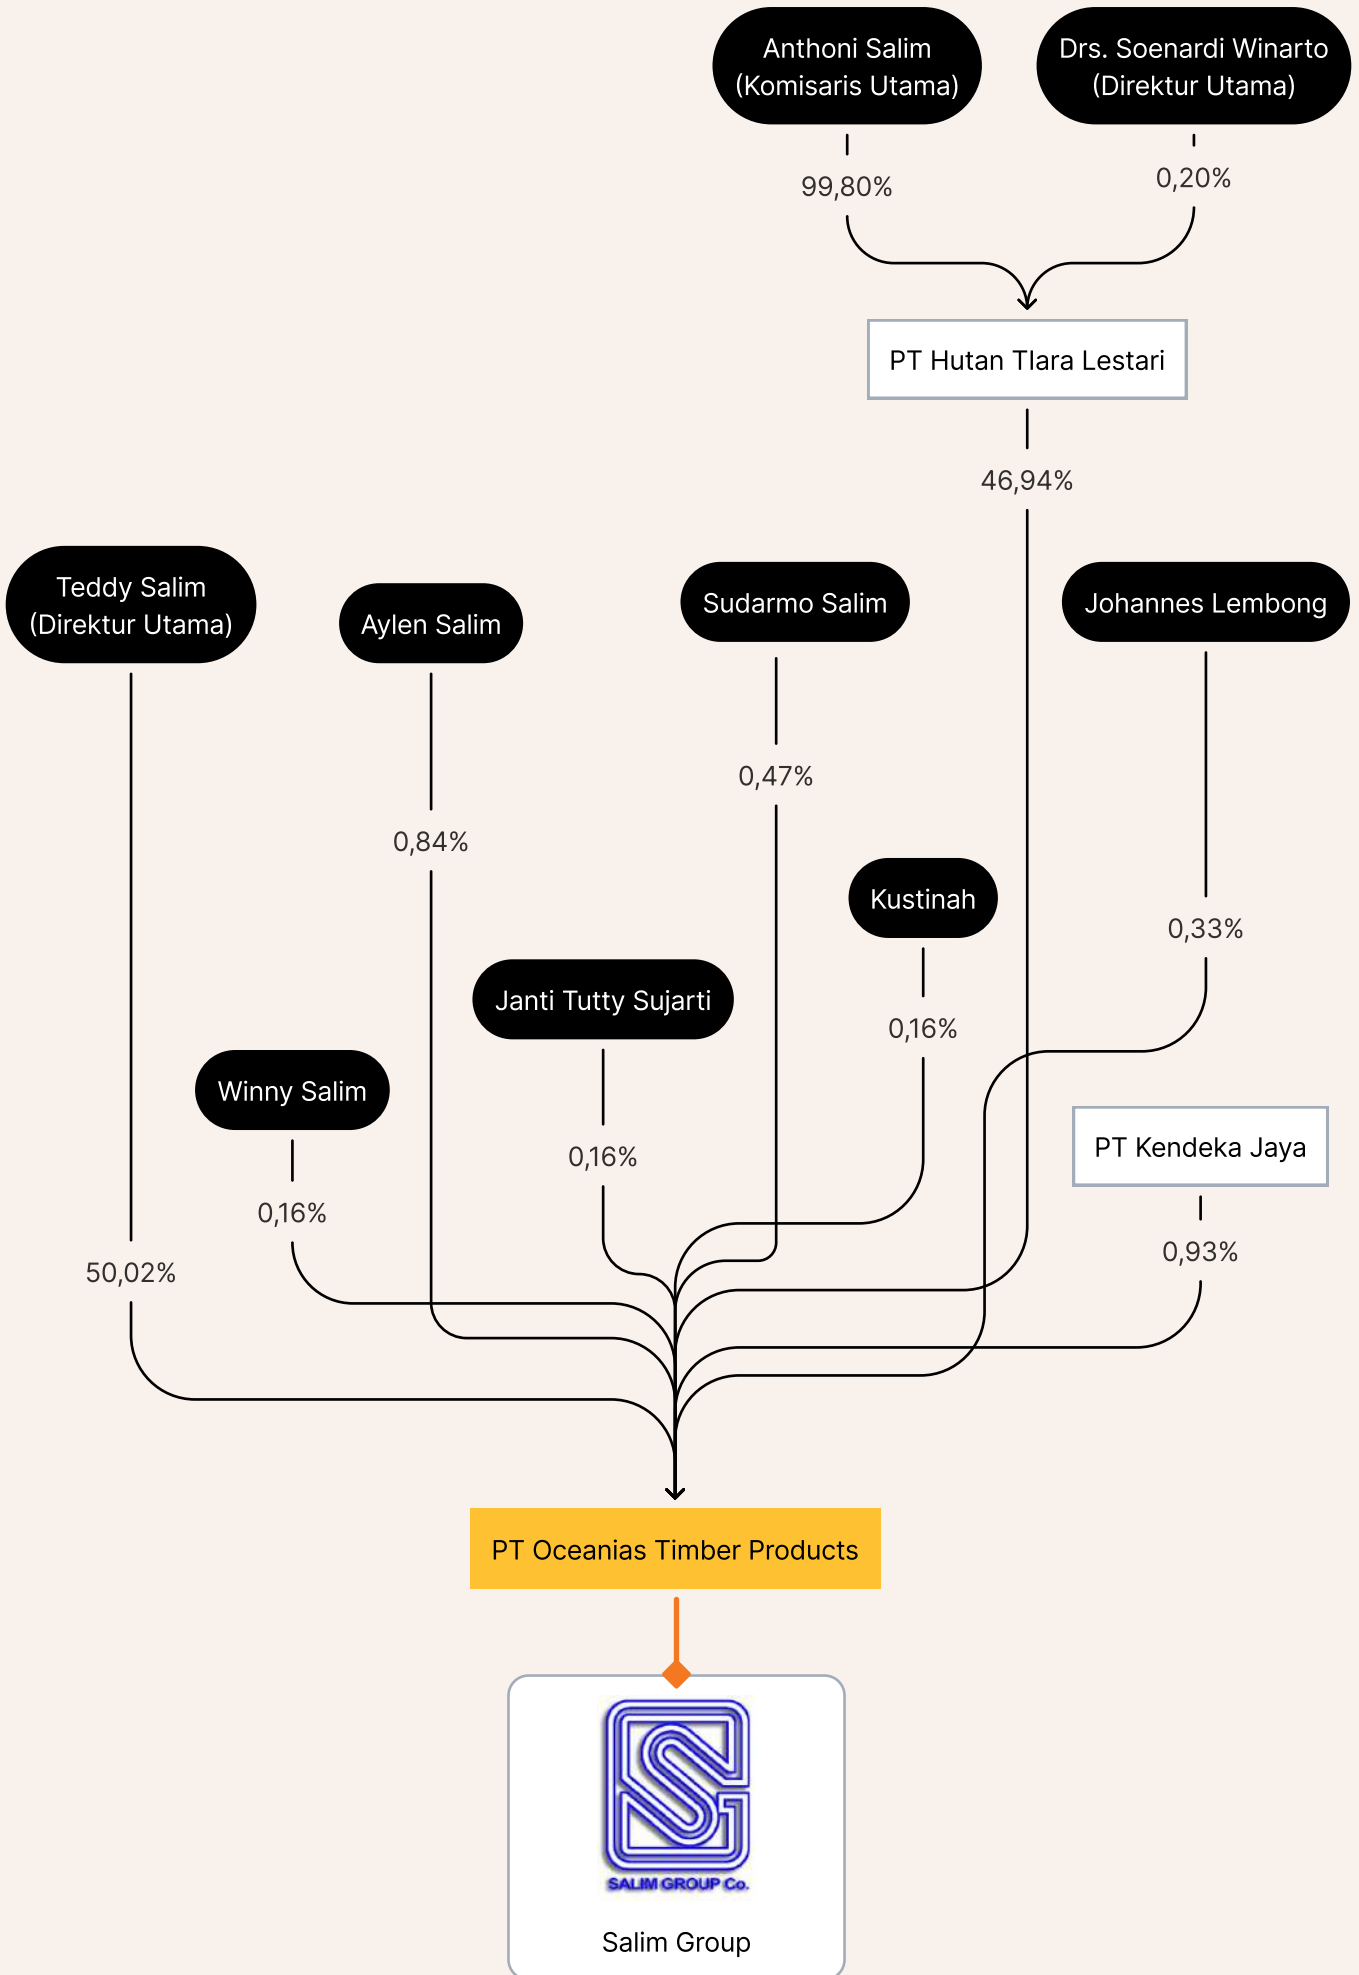 Anthoni Salim
(Komisaris Utama)
Drs. Soenardi Winarto
(Direktur Utama)
99,80%
0,20%
PT Hutan TIara Lestari
46,94%
Teddy Salim
(Direktur Utama)
Aylen Salim
Sudarmo Salim
Johannes Lembong
0,47%
0,84%
Kustinah
0,33%
Janti Tutty Sujarti
0,16%
Winny Salim
PT Kendeka Jaya
0,16%
0,16%
0,93%
50,02%
PT Oceanias Timber Products
SALIM GROUP Co.
Salim Group